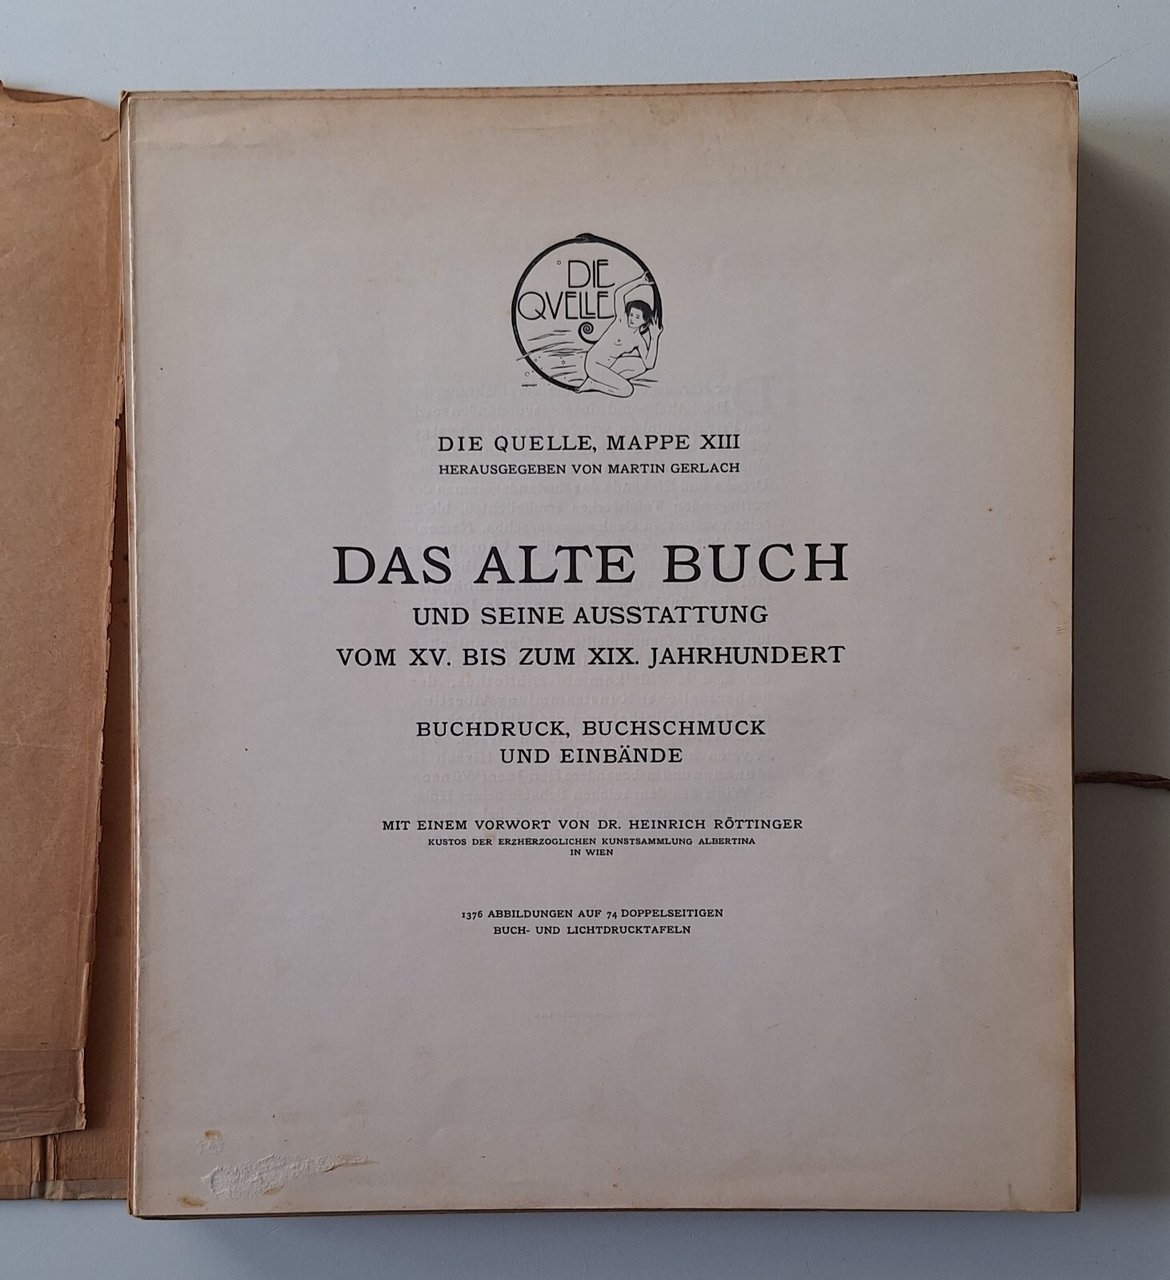 DIE
QVELLE
DIE QUELLE, MAPPE XIII
HERAUSGEGEBEN VON MARTIN GERLACH
DAS ALTE BUCH
UND SEINE AUSSTATTUNG
VOM XV. BIS ZUM XIX. JAHRHUNDERT
BUCHDRUCK, BUCHSCHMUCK
UND EINBÄNDE
MIT EINEM VORWORT VON DR. HEINRICH RÖTTINGER
KUSTOS DER ERZHERZOGLICHEN KUNSTSAMMLUNG ALBERTINA
IN WIEN
1376 ABBILDUNGEN AUF 74 DOPPELSEITIGEN
BUCH- UND LICHTDRUCKTAFELN